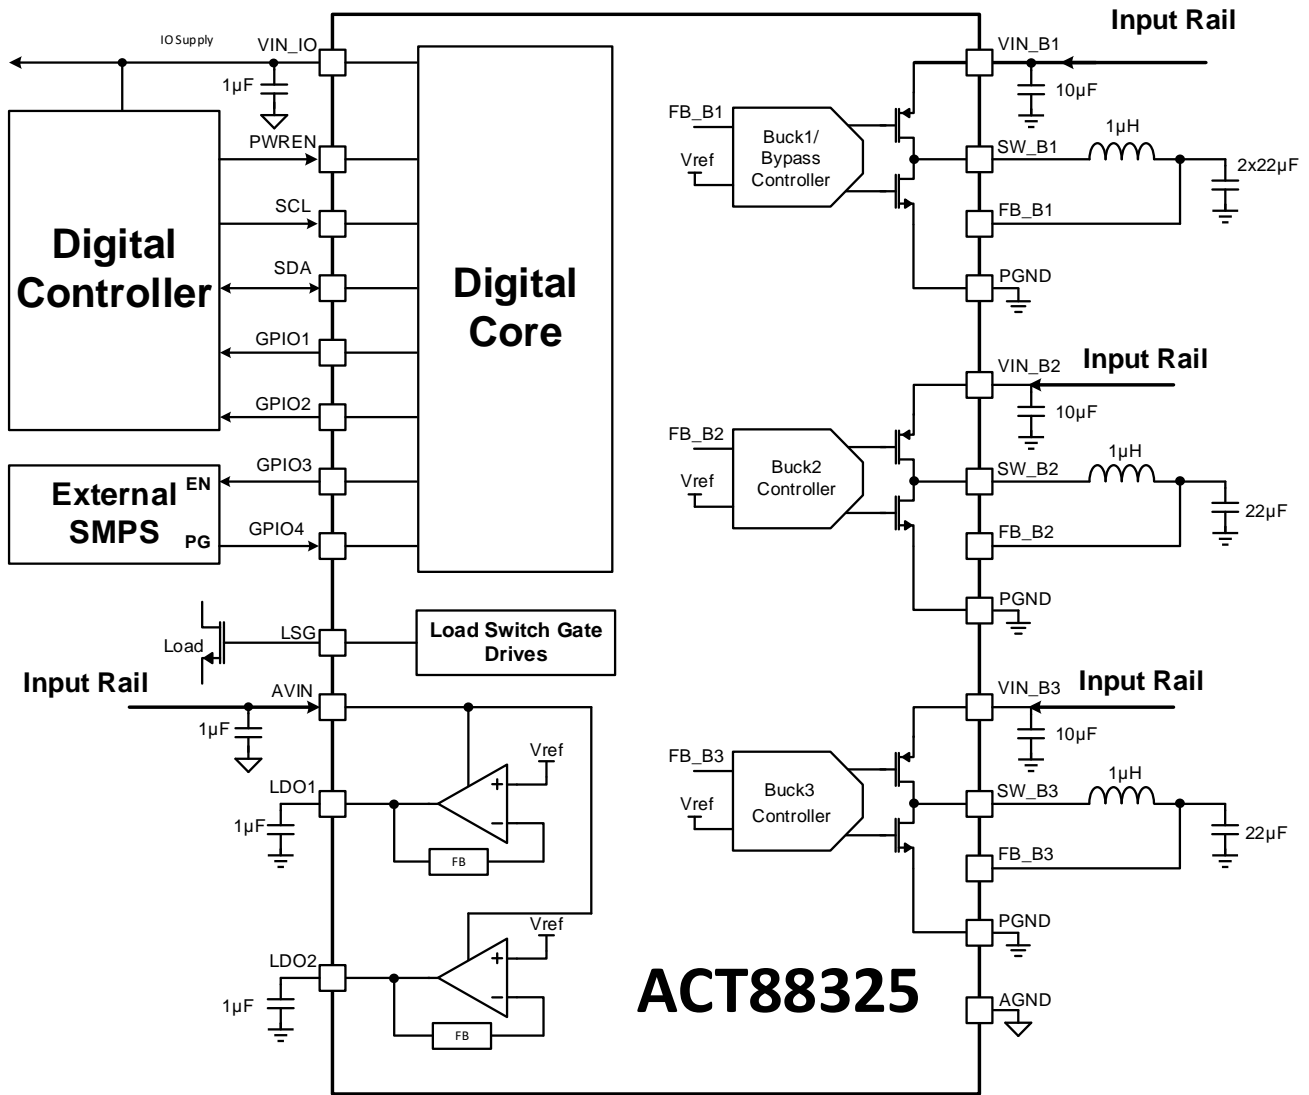 Input Rail
IO Supply
VIN_IO
VIN_B1
1µF
10µF
FB_B1
Buck1/
Bypass
Controller
Vref
1µH
SW_B1
2x22µF
FB_B1
PGND
PWREN
SCL
SDA
GPIO1
GPIO2
Digital
Controller
Digital
Core
GPIO3
External
SMPS
EN
PG
GPIO4
Input Rail
VIN_B2
10µF
FB_B2
Buck2
Controller
Vref
1µH
SW_B2
22µF
FB_B2
PGND
Load
LSG
Load Switch Gate
Drives
Input Rail
AVIN
1µF
Vref
+
−
LDO1
1µF
FB
Vref
+
−
LDO2
1µF
FB
Input Rail
VIN_B3
10µF
FB_B3
Buck3
Controller
Vref
1µH
SW_B3
22µF
FB_B3
PGND
ACT88325
AGND